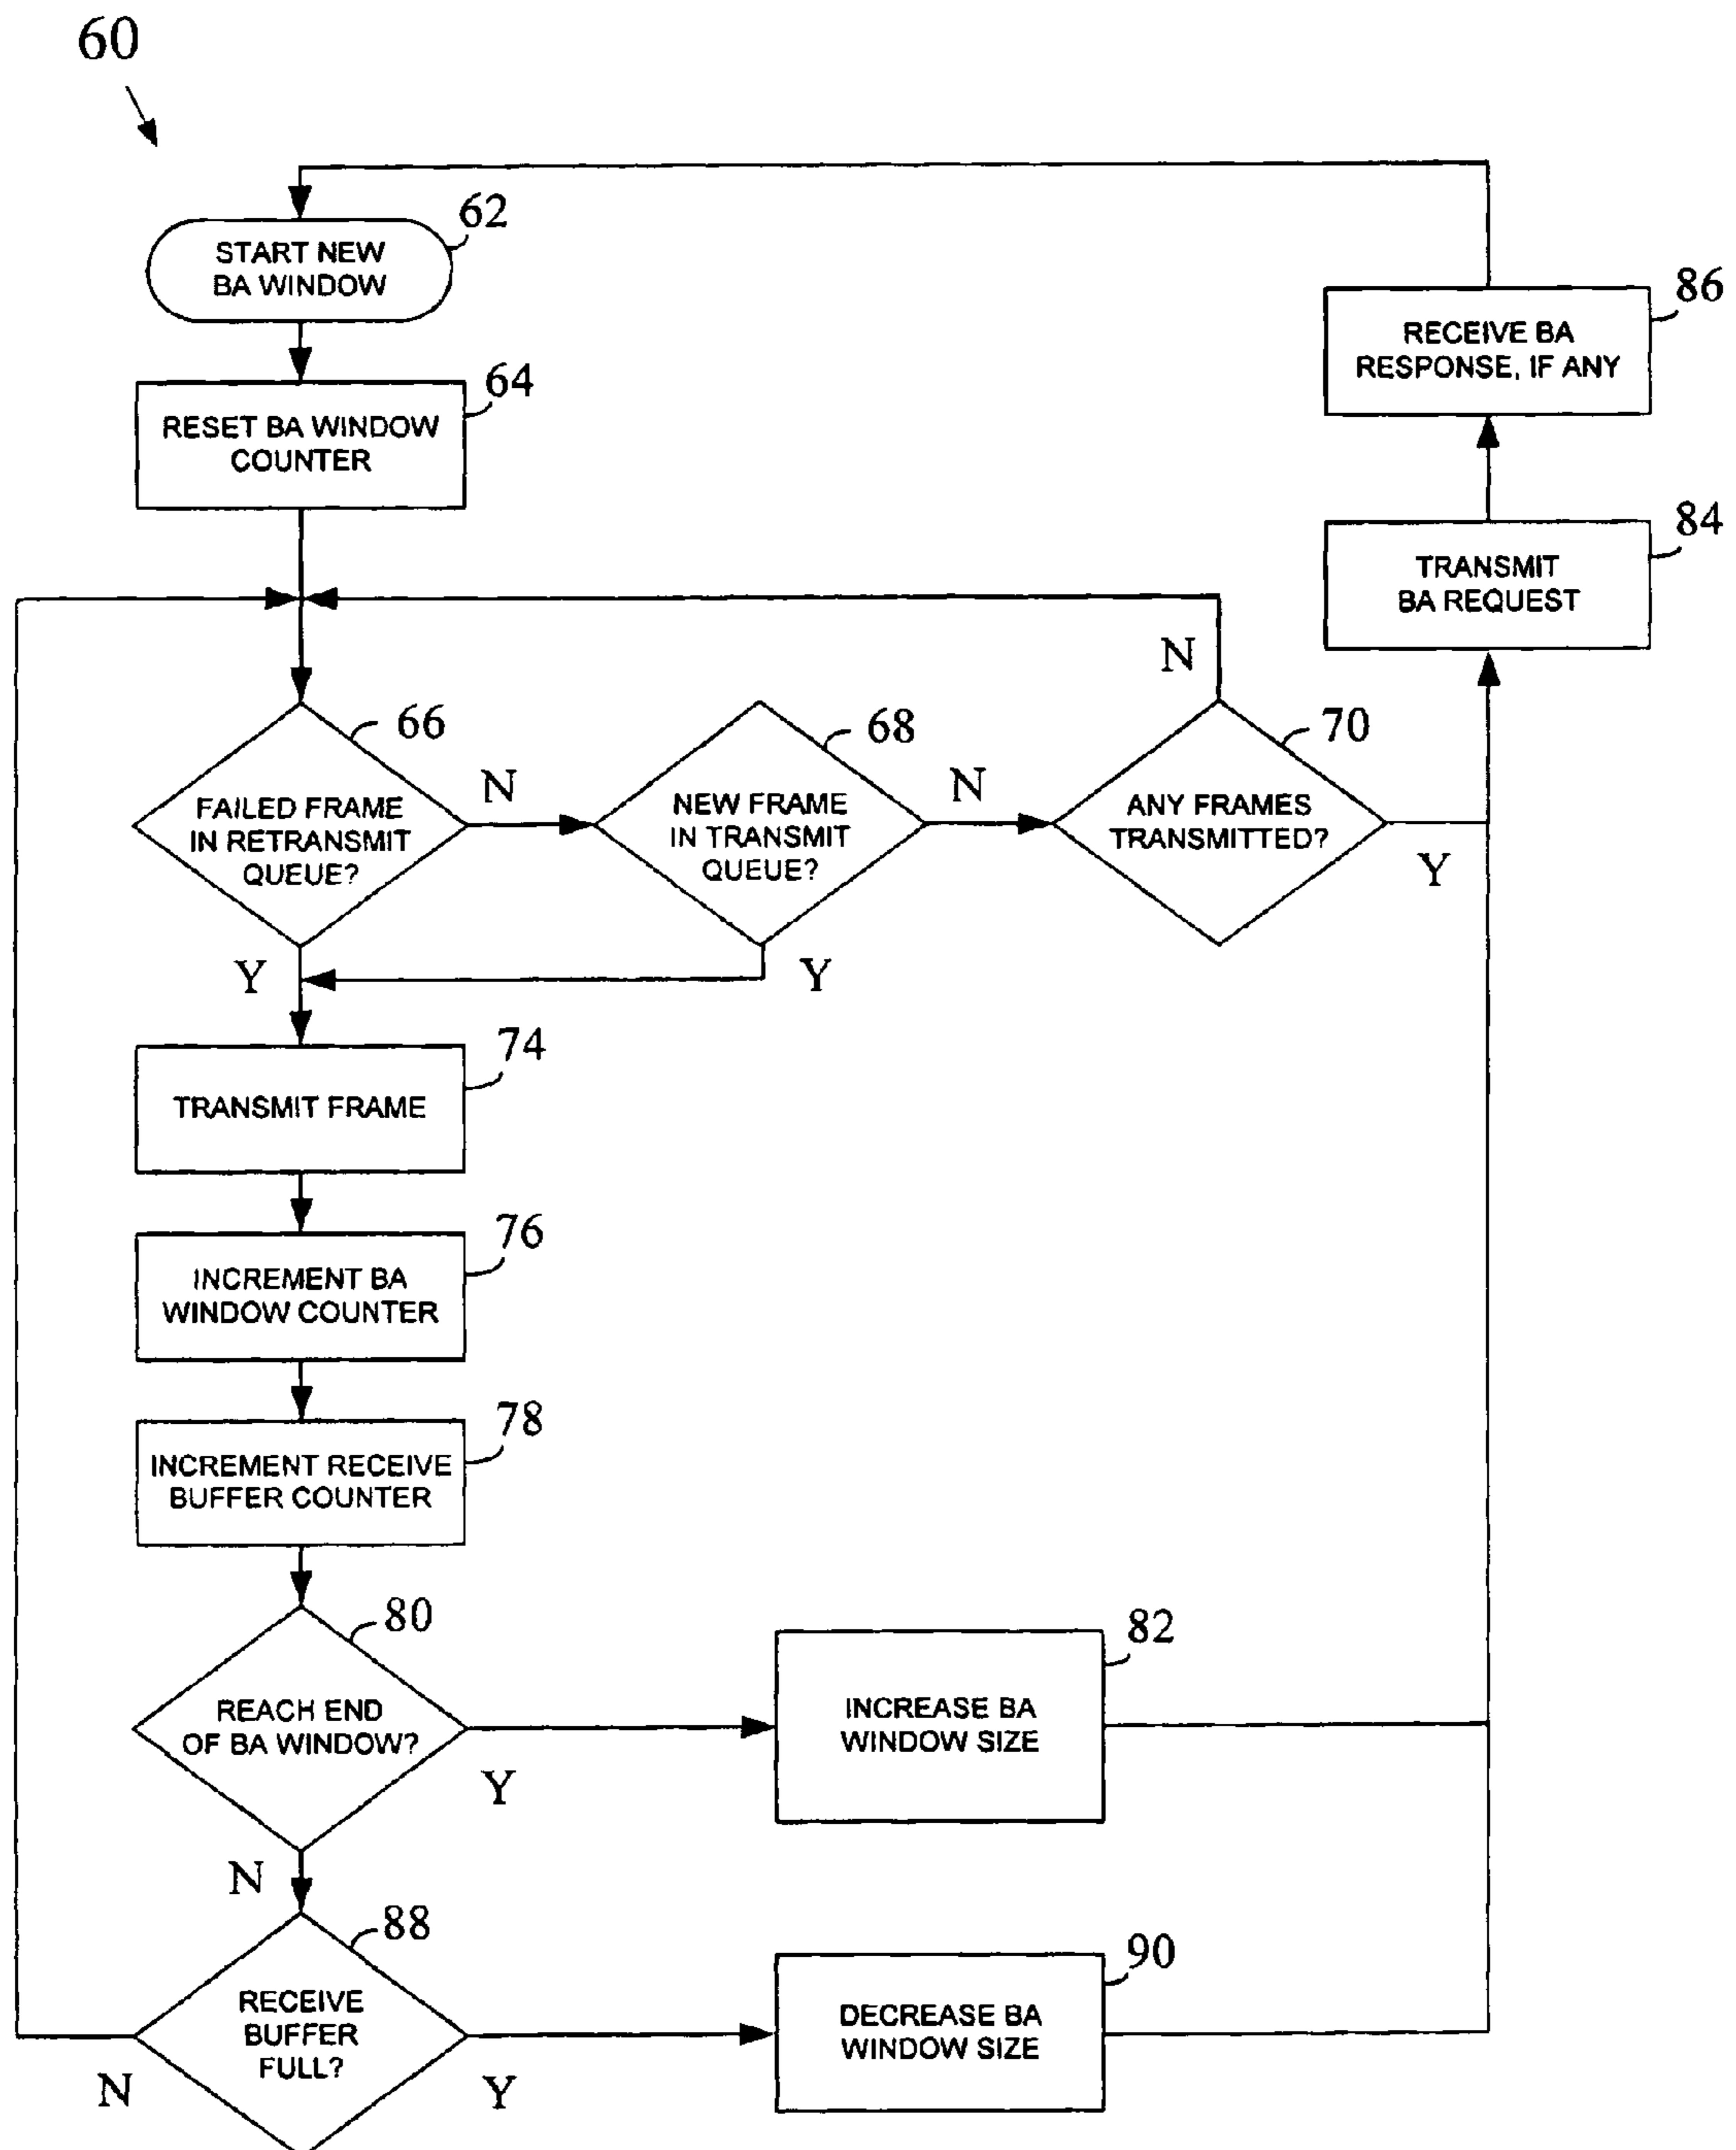 60
START NEW
BA WINDOW
62
RESET BA WINDOW
COUNTER
64
RECEIVE BA
RESPONSE, IF ANY
86
TRANSMIT
BA REQUEST
84
FAILED FRAME
IN RETRANSMIT
QUEUE?
66
N
Y
NEW FRAME
IN TRANSMIT
QUEUE?
68
N
Y
ANY FRAMES
TRANSMITTED?
70
N
Y
TRANSMIT FRAME
74
INCREMENT BA
WINDOW COUNTER
76
INCREMENT RECEIVE
BUFFER COUNTER
78
REACH END
OF BA WINDOW?
80
Y
N
INCREASE BA
WINDOW SIZE
82
RECEIVE
BUFFER
FULL?
88
N
Y
DECREASE BA
WINDOW SIZE
90